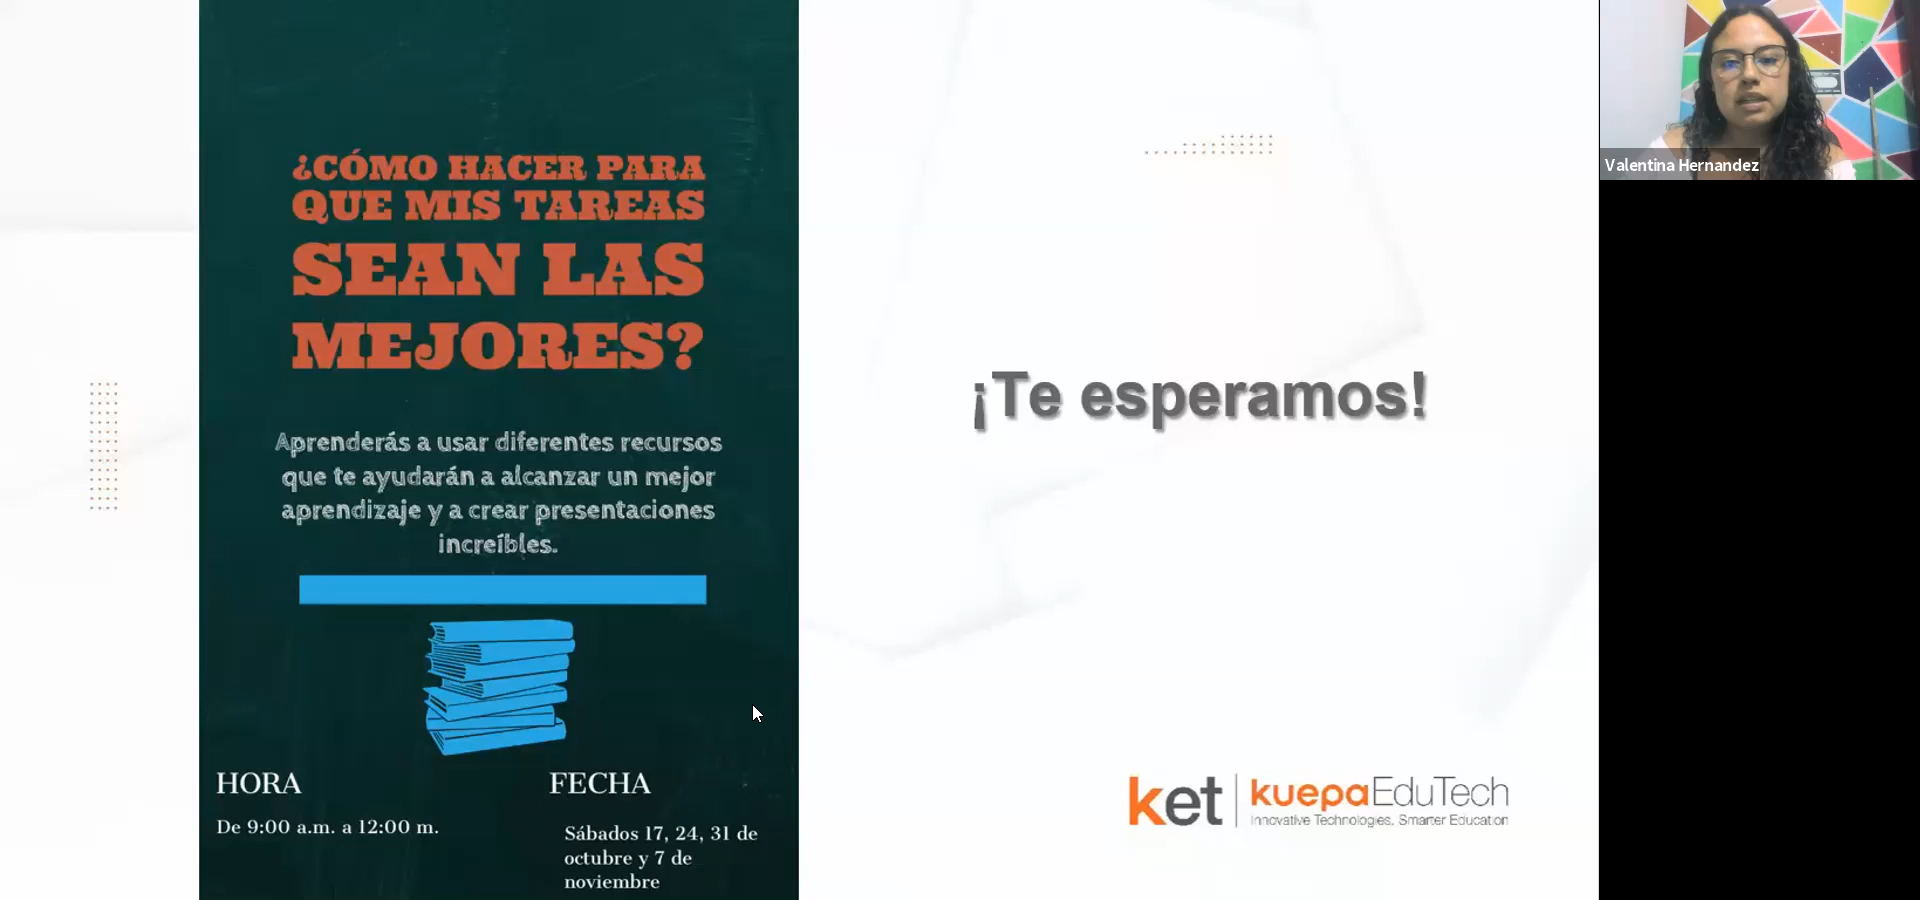 ¿CÓMO HACER PARA
QUE MIS TAREAS
SEAN LAS
MEJORES?
Aprenderás a usar diferentes recursos
que te ayudarán a alcanzar un mejor
aprendizaje y a crear presentaciones
increíbles.
HORA
De 9:00 a.m. a 12:00 m.
FECHA
Sábados 17, 24, 31 de
octubre y 7 de
noviembre
¡Te esperamos!
ket
kuepaEduTech
Innovative Technologies, Smarter Education
Valentina Hernandez